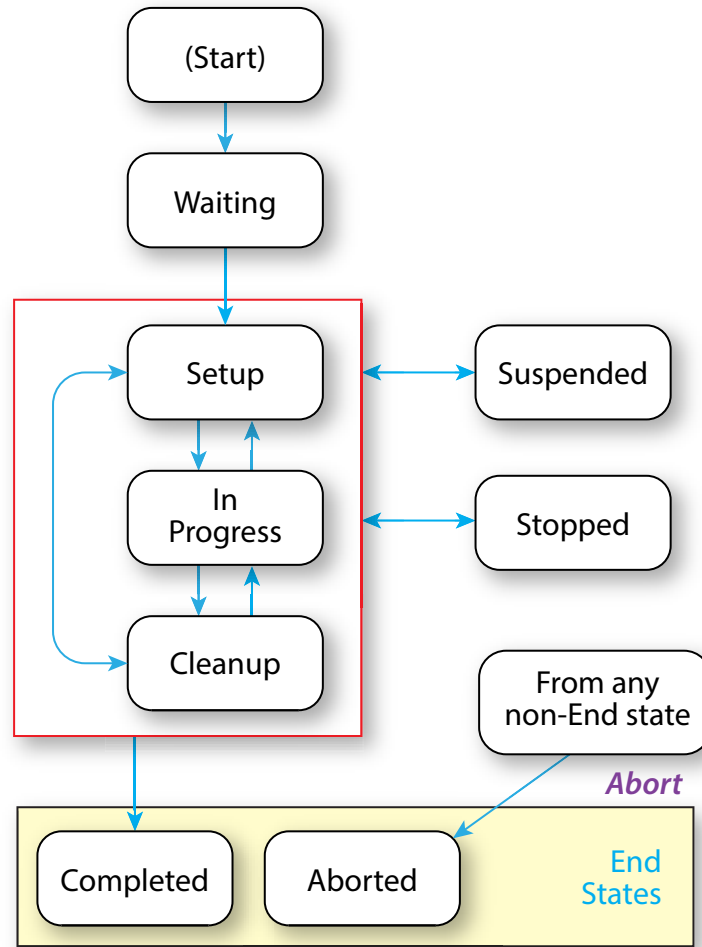 (Start)
Waiting
Setup
Suspended
In
Progress
Stopped
Cleanup
From any
non-End state
Abort
Completed
Aborted
End
States